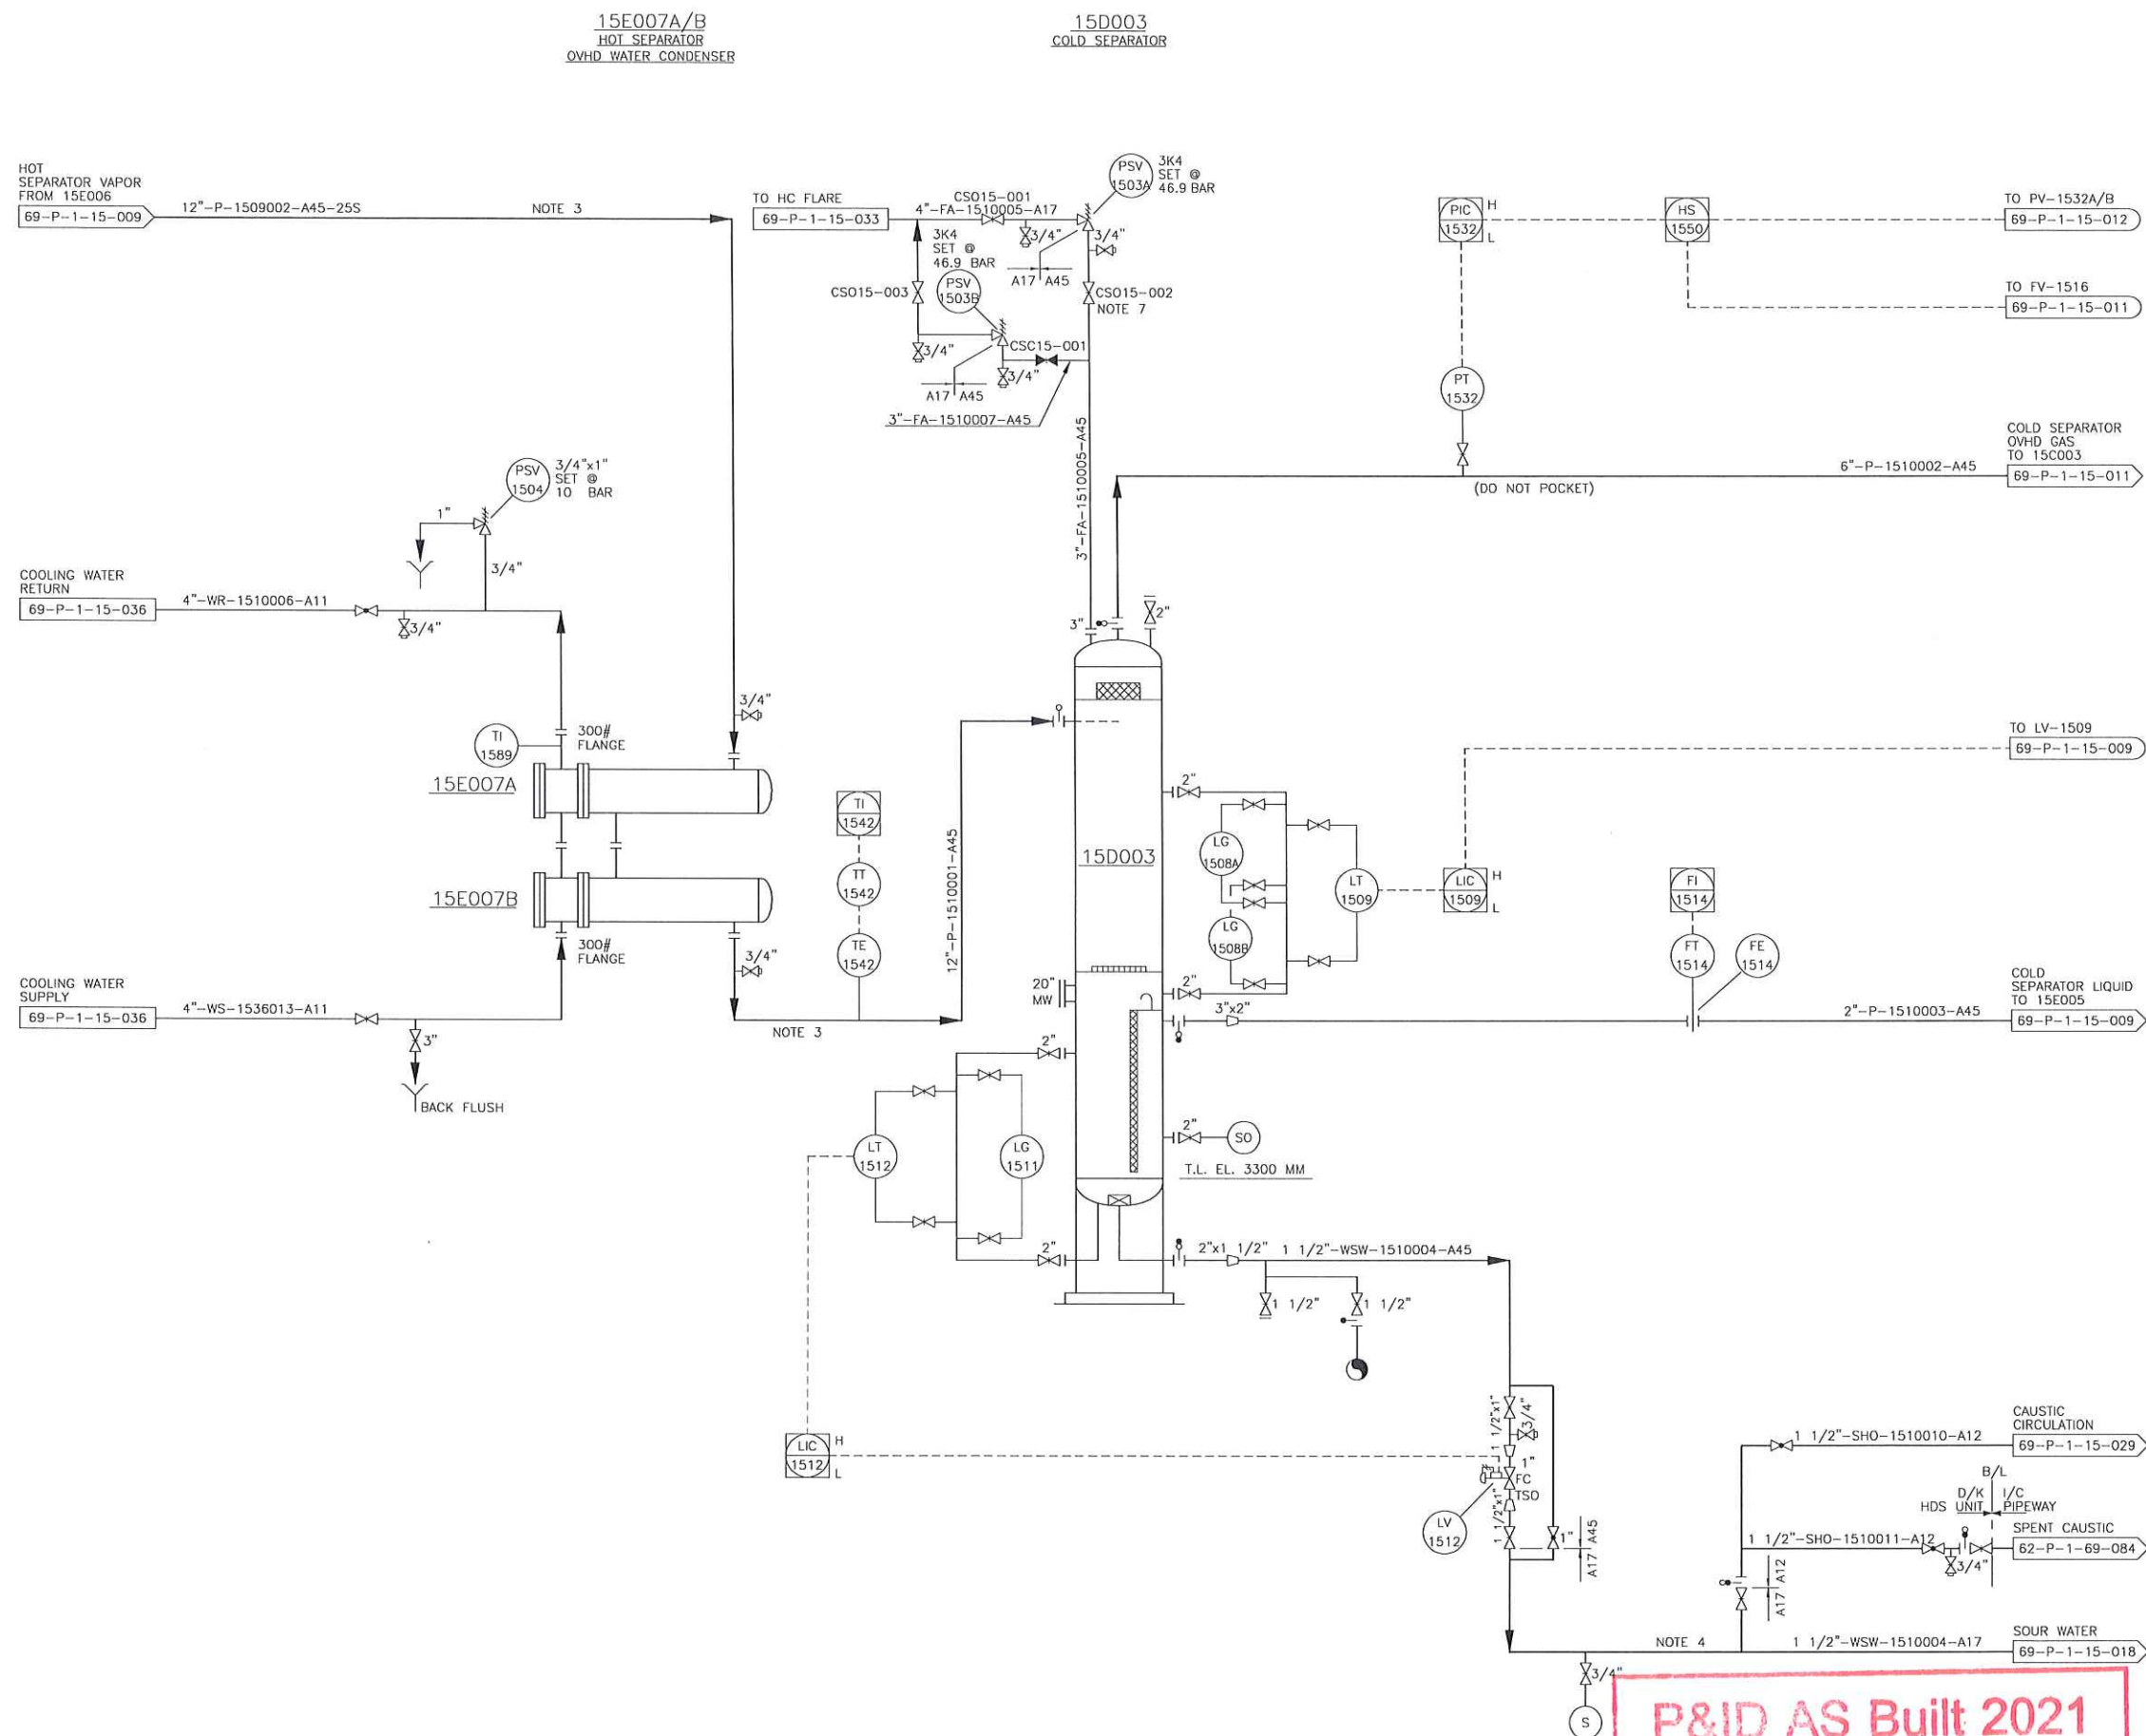 15E007A/B
HOT SEPARATOR
OVHD WATER CONDENSER
15D003
COLD SEPARATOR
HOT
SEPARATOR VAPOR
FROM 15E006
69-P-1-15-009
12"-P-1509002-A45-25S
NOTE 3
TO HC FLARE
69-P-1-15-033
CSO15-001
4"-FA-1510005-A17
PSV
1503A
3K4
SET @
46.9 BAR
3/4"
3/4"
3K4
SET @
46.9 BAR
PSV
1503B
A17 A45
CSO15-003
CSO15-002
NOTE 7
3/4"
CSC15-001
3/4"
A17 A45
3"-FA-1510007-A45
3"-FA-1510005-A45
PIC
1532
H
L
HS
1550
TO PV-1532A/B
69-P-1-15-012
TO FV-1516
69-P-1-15-011
PT
1532
COLD SEPARATOR
OVHD GAS
TO 15C003
69-P-1-15-011
6"-P-1510002-A45
(DO NOT POCKET)
PSV
1504
3/4"x1"
SET @
10 BAR
1"
3/4"
COOLING WATER
RETURN
69-P-1-15-036
4"-WR-1510006-A11
3/4"
3"
2"
3/4"
TI
1589
300#
FLANGE
15E007A
TO LV-1509
69-P-1-15-009
2"
TI
1542
LG
1508A
15D003
12"-P-1510001-A45
TT
1542
LT
1509
LIC
1509
H
L
FI
1514
15E007B
LG
1508B
300#
FLANGE
3/4"
TE
1542
FT
1514
FE
1514
COOLING WATER
SUPPLY
69-P-1-15-036
4"-WS-1536013-A11
20"
MW
2"
3"x2"
COLD
SEPARATOR LIQUID
TO 15E005
69-P-1-15-009
2"-P-1510003-A45
NOTE 3
3"
2"
BACK FLUSH
2"
SO
LT
1512
LG
1511
T.L. EL. 3300 MM
2"
2"x1 1/2"
1 1/2"-WSW-1510004-A45
1 1/2"
1 1/2"
1 1/2"x1"
3/4"
LIC
1512
H
L
1"
FC
TSO
1 1/2"x1"
LV
1512
1"
A17 A45
CAUSTIC
CIRCULATION
69-P-1-15-029
1 1/2"-SHO-1510010-A12
B/L
D/K I/C
HDS UNIT PIPEWAY
SPENT CAUSTIC
62-P-1-69-084
1 1/2"-SHO-1510011-A12
3/4"
A17 A12
NOTE 4
1 1/2"-WSW-1510004-A17
SOUR WATER
69-P-1-15-018
3/4"
S
P&ID AS Built 2021